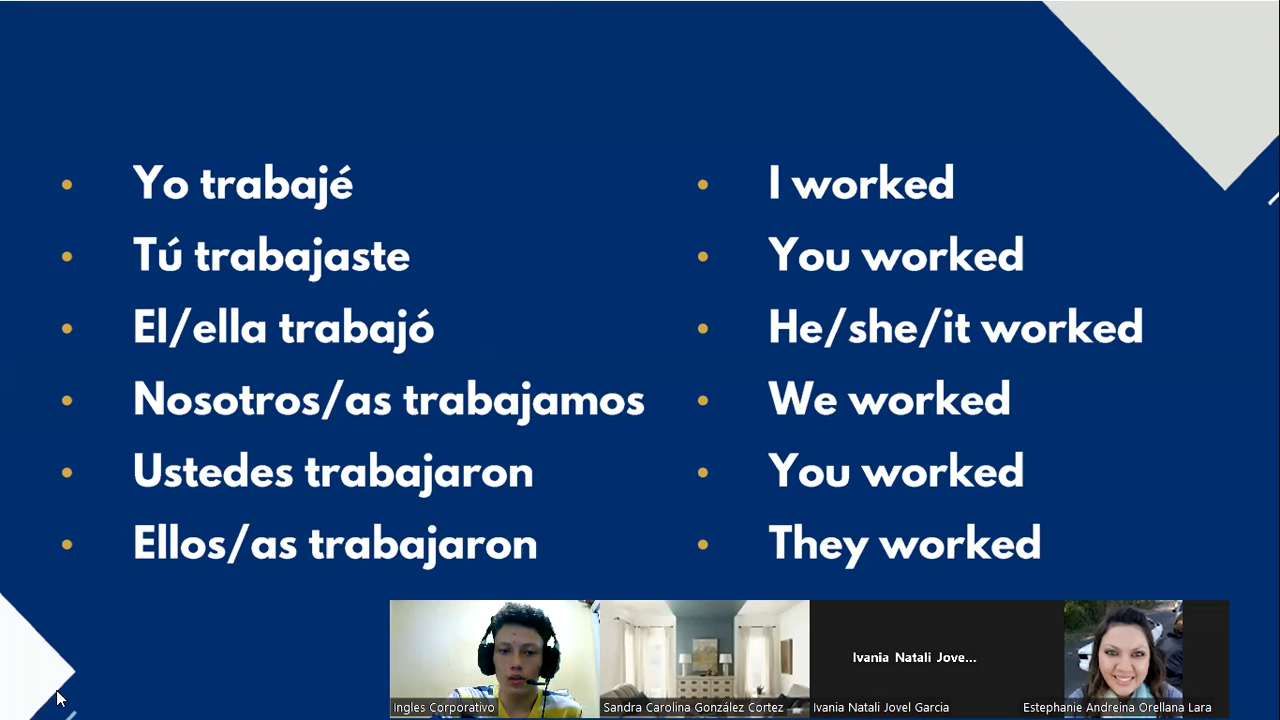 Yo trabajé
Tú trabajaste
El/ella trabajó
Nosotros/as trabajamos
Ustedes trabajaron
Ellos/as trabajaron
I worked
You worked
He/she/it worked
We worked
You worked
They worked
Ivania Natali Jove...
Ingles Corporativo
Sandra Carolina González Cortez
Ivania Natali Jovel Garcia
Estephanie Andreina Orellana Lara